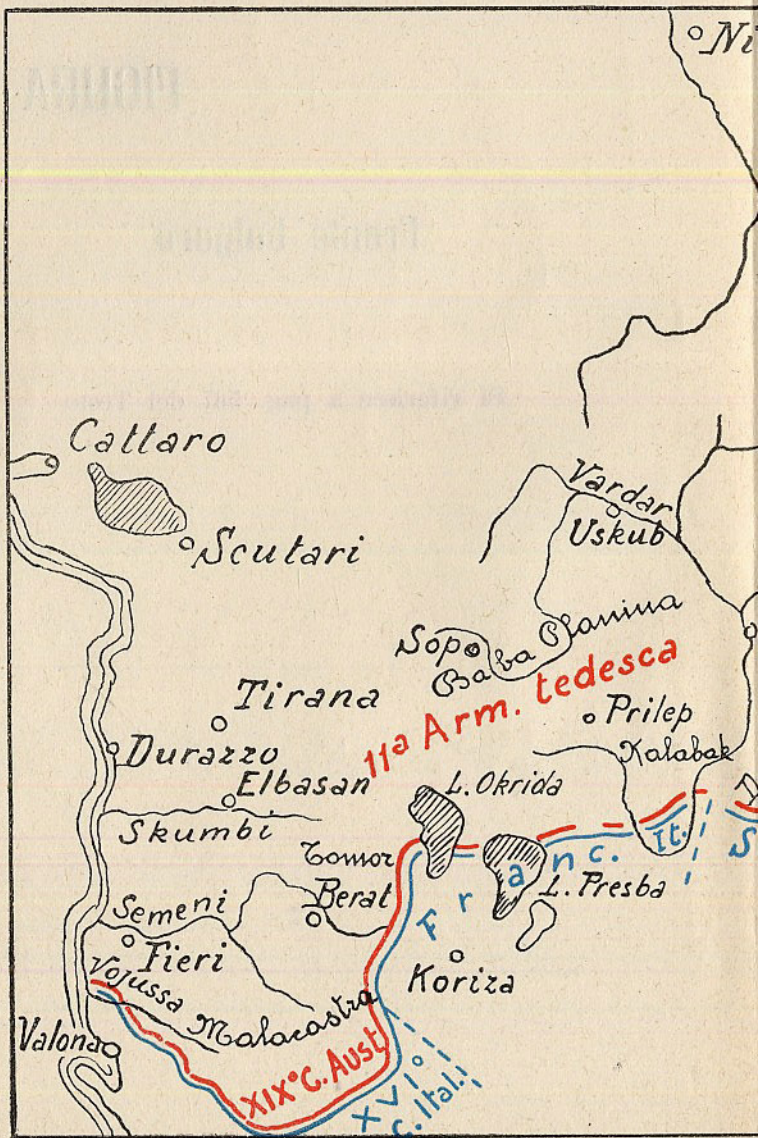 Ni
Cattaro
Scutari
Vardar
Uskub
Sop
Baba Planina
11ª Arm. tedesca
Tirana
Prilep
Durazzo
Kalabak
Elbasan
L. Okrida
Skumbi
It.
S
Tomor
Franc.
Berat
L. Presba
Semeni
Fieri
Koriza
Vojussa
Malacastra
Valona
XIX° C. Aust.
XVI°
C. Ital.